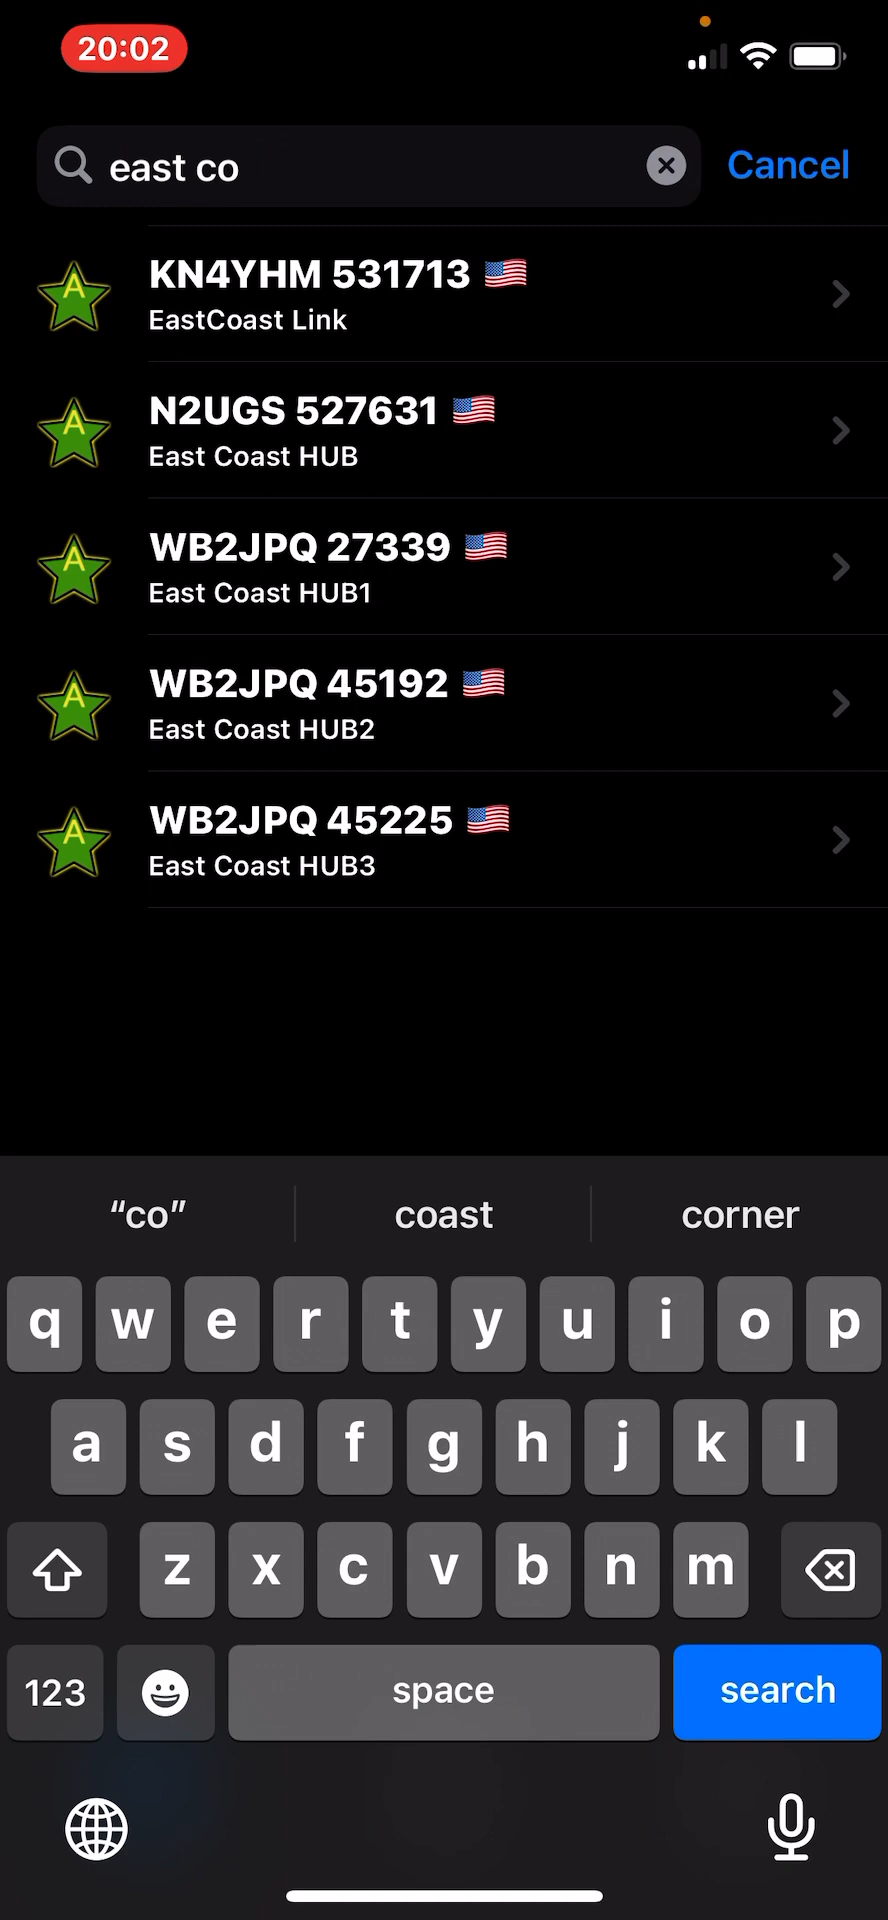 20:02
east co
Cancel
A
KN4YHM 531713 🇺🇸
EastCoast Link
A
N2UGS 527631 🇺🇸
East Coast HUB
A
WB2JPQ 27339 🇺🇸
East Coast HUB1
A
WB2JPQ 45192 🇺🇸
East Coast HUB2
A
WB2JPQ 45225 🇺🇸
East Coast HUB3
“co” coast corner
q w e r t y u i o p
a s d f g h j k l
z x c v b n m
123 space search